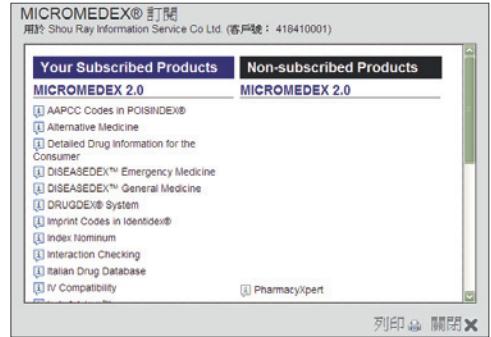 MICROMEDEX® 訂閱
用於 Shou Ray Information Service Co Ltd. (客戶號： 418410001)
Your Subscribed Products
Non-subscribed Products
MICROMEDEX 2.0
MICROMEDEX 2.0
AAPCC Codes in POISINDEX®
Alternative Medicine
Detailed Drug Information for the
Consumer
DISEASEDEX™ Emergency Medicine
DISEASEDEX™ General Medicine
DRUGDEX® System
Imprint Codes in Identidex®
Index Nominum
Interaction Checking
Italian Drug Database
IV Compatibility
PharmacyXpert
列印 關閉